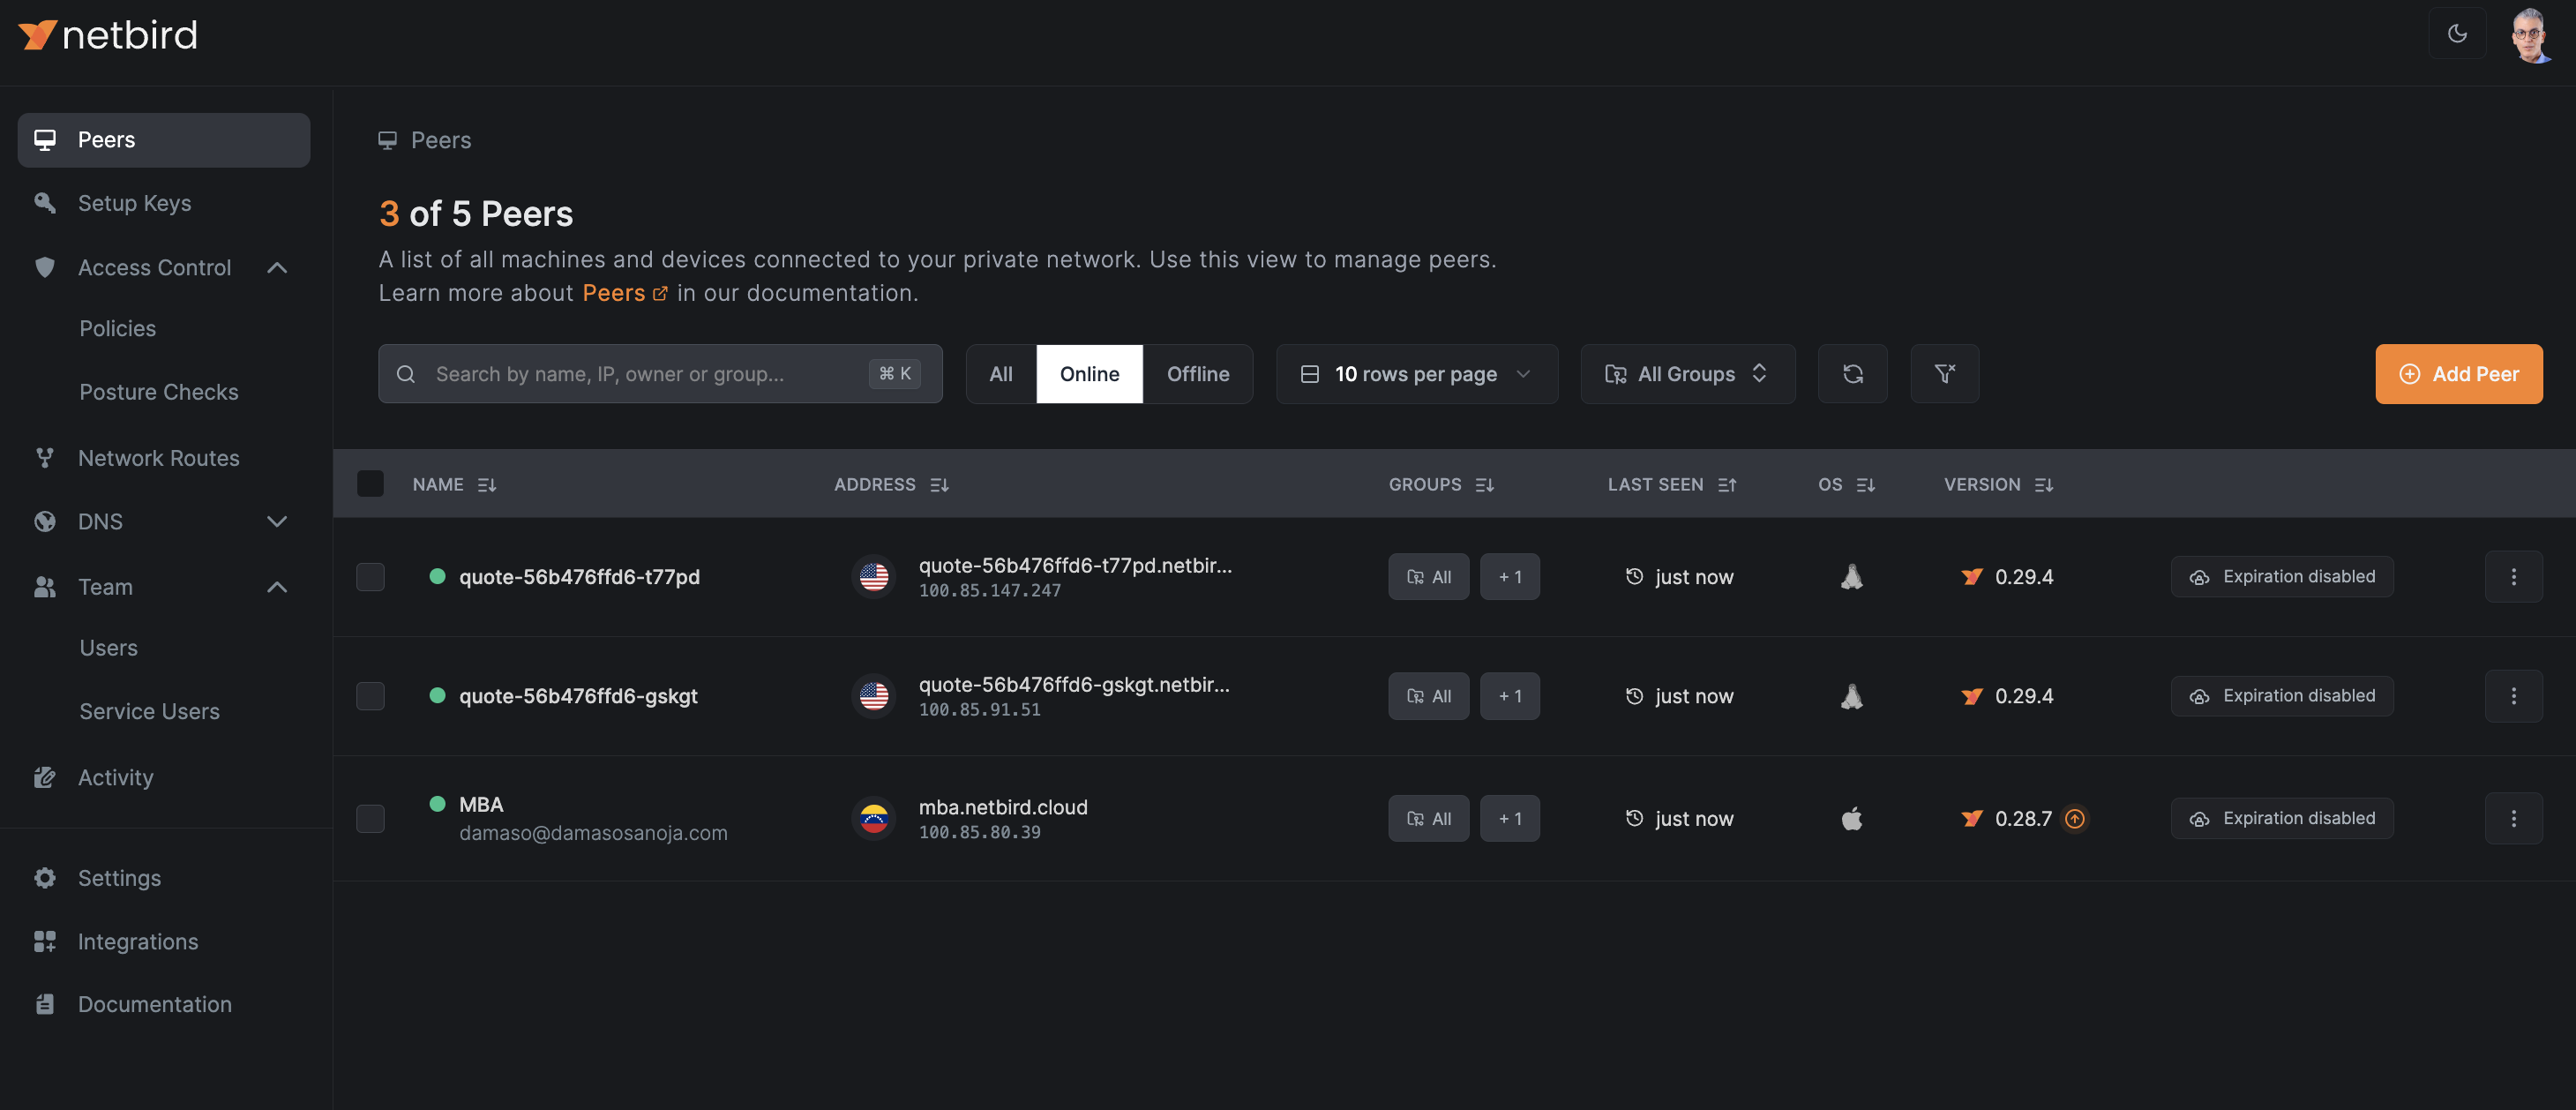 netbird
Peers
Setup Keys
Access Control
Policies
Posture Checks
Network Routes
DNS
Team
Users
Service Users
Activity
Settings
Integrations
Documentation
Peers
3 of 5 Peers
A list of all machines and devices connected to your private network. Use this view to manage peers.
Learn more about Peers in our documentation.
Search by name, IP, owner or group... ⌘ K All Online Offline 10 rows per page All Groups Add Peer
NAME ADDRESS GROUPS LAST SEEN OS VERSION
quote-56b476ffd6-t77pd quote-56b476ffd6-t77pd.netbir... All + 1 just now 0.29.4 Expiration disabled
100.85.147.247
quote-56b476ffd6-gskgt quote-56b476ffd6-gskgt.netbir... All + 1 just now 0.29.4 Expiration disabled
100.85.91.51
MBA mba.netbird.cloud All + 1 just now 0.28.7 Expiration disabled
damaso@damasosanoja.com 100.85.80.39